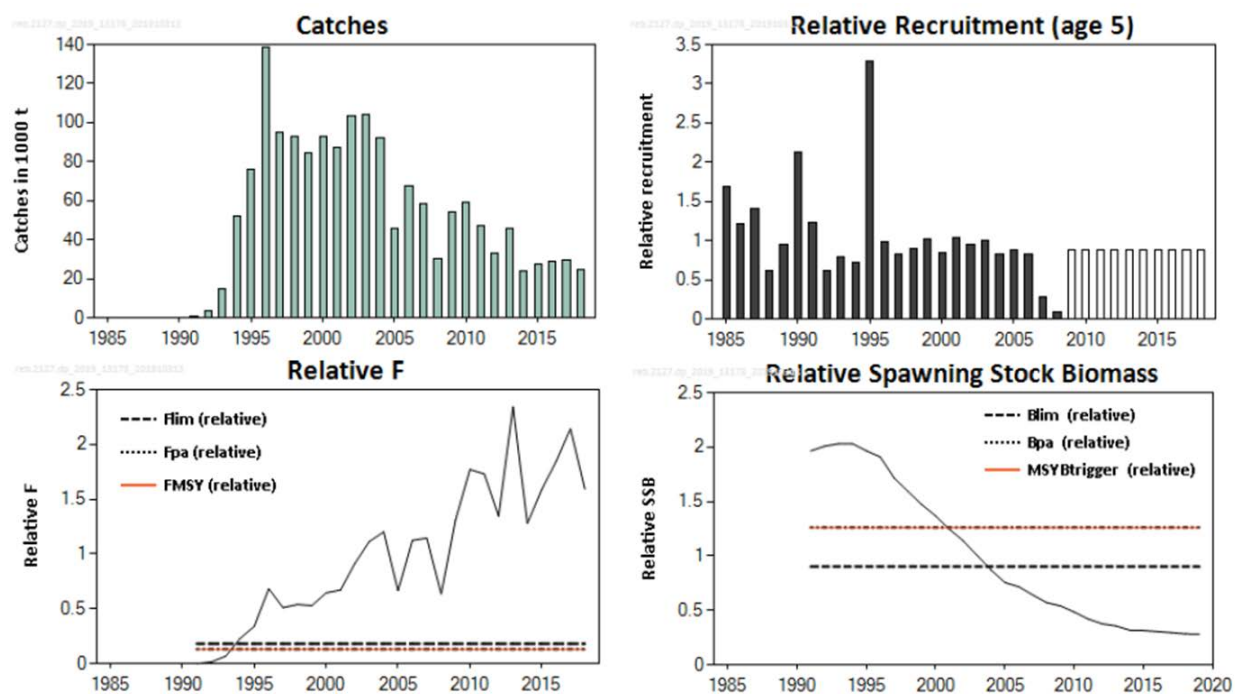 Catches
Catches in 1000 t
140
120
100
80
60
40
20
0
1985 1990 1995 2000 2005 2010 2015
Relative Recruitment (age 5)
Relative recruitment
3.5
3
2.5
2
1.5
1
0.5
0
1985 1990 1995 2000 2005 2010 2015
Relative F
Relative F
2.5
2
1.5
1
0.5
0
Flim (relative)
Fpa (relative)
FMSY (relative)
1985 1990 1995 2000 2005 2010 2015
Relative Spawning Stock Biomass
Relative SSB
2.5
2
1.5
1
0.5
0
Blim (relative)
Bpa (relative)
MSYBtrigger (relative)
1985 1990 1995 2000 2005 2010 2015 2020